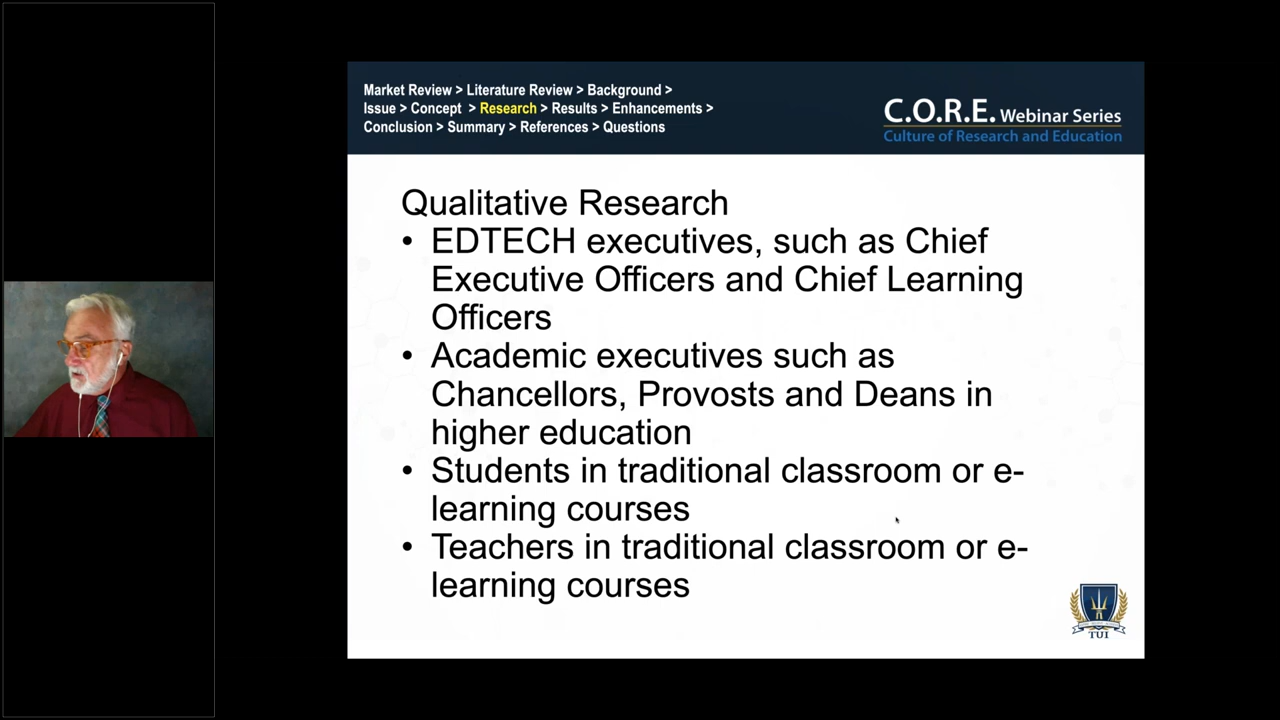 Market Review > Literature Review > Background >
Issue > Concept > Research > Results > Enhancements >
Conclusion > Summary > References > Questions
C.O.R.E. Webinar Series
Culture of Research and Education
Qualitative Research
• EDTECH executives, such as Chief
Executive Officers and Chief Learning
Officers
• Academic executives such as
Chancellors, Provosts and Deans in
higher education
• Students in traditional classroom or e-
learning courses
• Teachers in traditional classroom or e-
learning courses
TUI